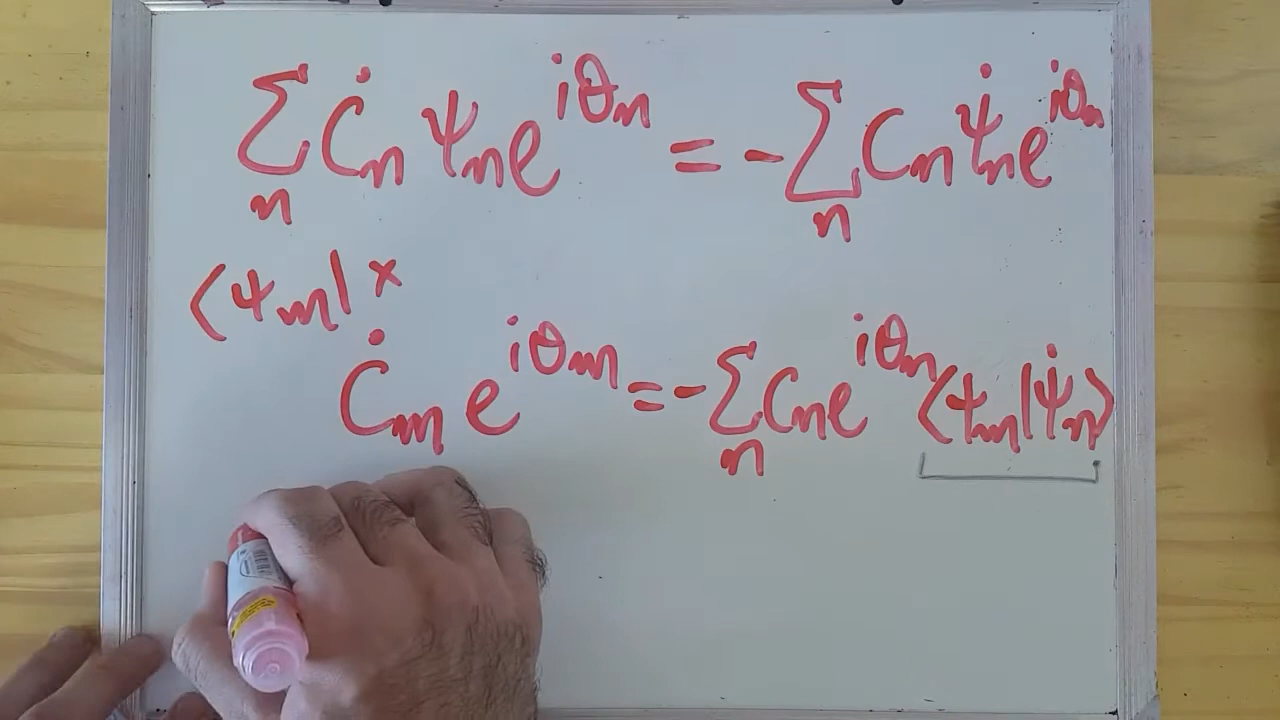 ∑ₙ Ċₙ ψₙ e^{iθₙ} = - ∑ₙ Cₙ ψ̇ₙ e^{iθₙ}
⟨ψₘ| ×
Ċₘ e^{iθₘ} = - ∑ₙ Cₙ e^{iθₙ} ⟨ψₘ|ψ̇ₙ⟩